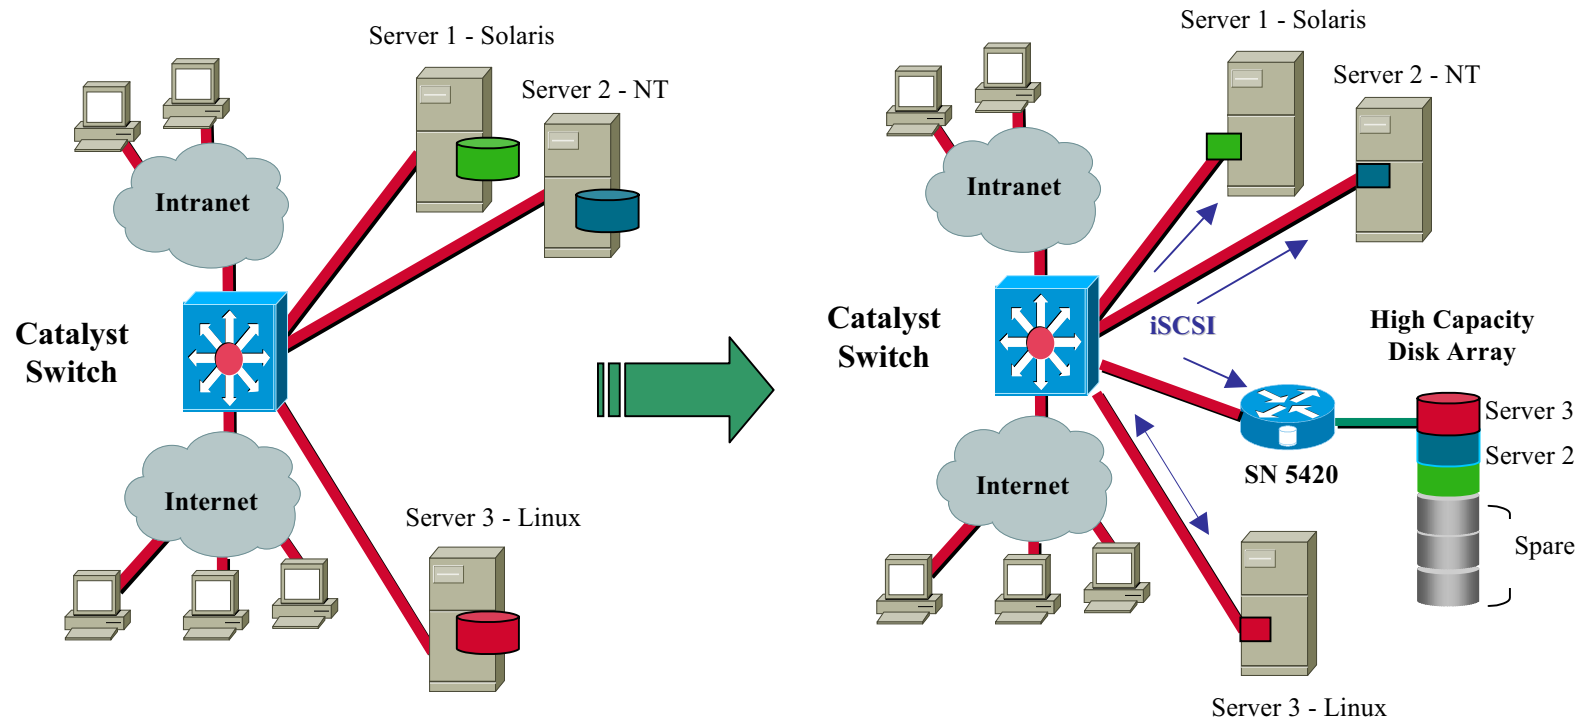 Server 1 - Solaris
Server 2 - NT
Intranet
Catalyst
Switch
Internet
Server 3 - Linux
Server 1 - Solaris
Server 2 - NT
Intranet
Catalyst
Switch
iSCSI
High Capacity
Disk Array
Server 3
Server 2
SN 5420
Spare
Internet
Server 3 - Linux